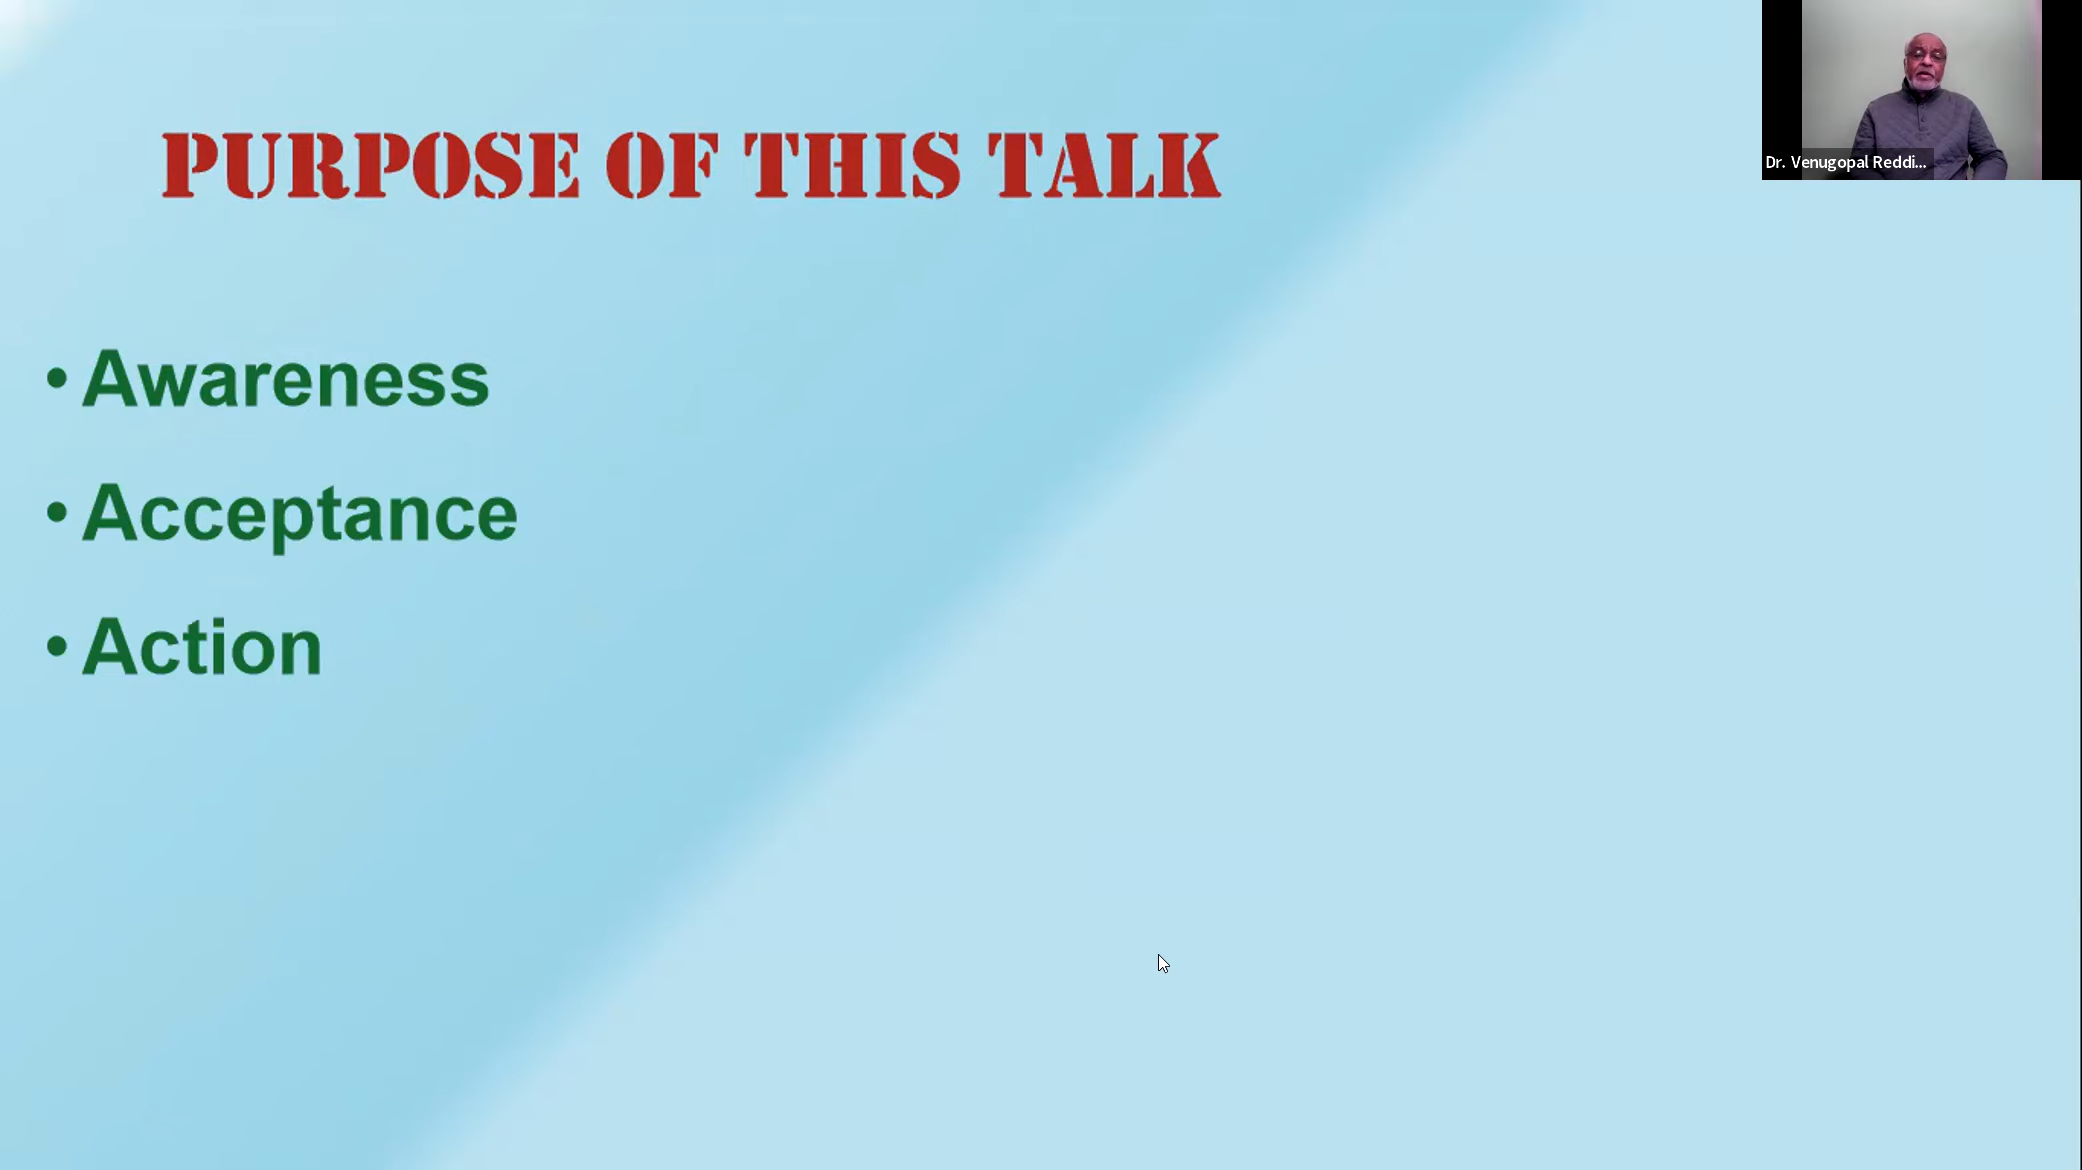 PURPOSE OF THIS TALK
• Awareness
• Acceptance
• Action
Dr. Venugopal Reddi...